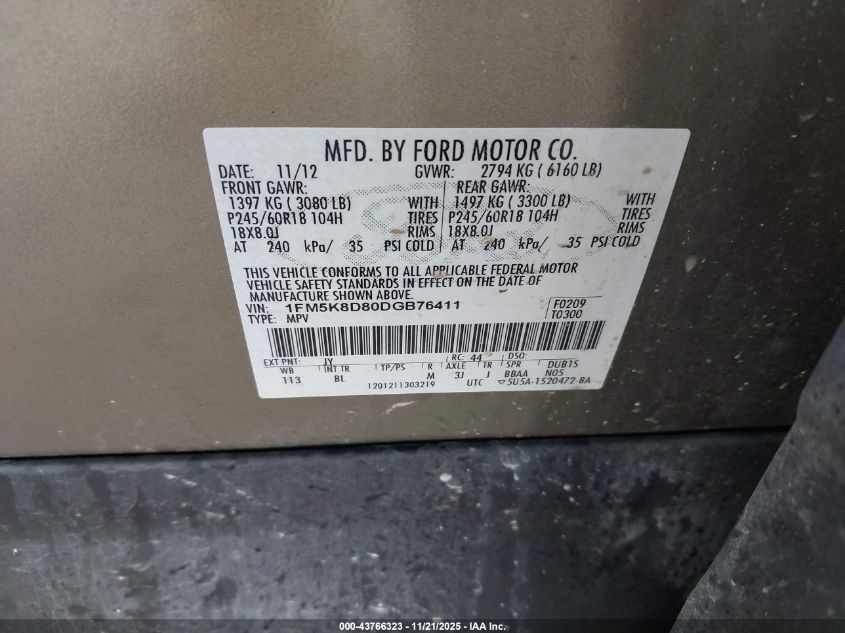 MFD. BY FORD MOTOR CO.
DATE: 11/12 GVWR: 2794 KG ( 6160 LB)
FRONT GAWR: REAR GAWR:
1397 KG ( 3080 LB) WITH 1497 KG ( 3300 LB) WITH
P245/60R18 104H TIRES P245/60R18 104H TIRES
18X8.0J RIMS 18X8.0J RIMS
AT 240 kPa/ 35 PSI COLD AT 240 kPa/ 35 PSI COLD
THIS VEHICLE CONFORMS TO ALL APPLICABLE FEDERAL MOTOR
VEHICLE SAFETY STANDARDS IN EFFECT ON THE DATE OF
MANUFACTURE SHOWN ABOVE.
VIN: 1FM5K8D80DGB76411 F0209
TYPE: MPV T0300
EXT PNT: JY RC: 44 DSO:
WB INT TR TP/PS R AXLE TR SPR DUB1S
113 BL M 3J J BBAA N05
1201211303219 UTC ▽5U5A-1520472-BA
000-43766323 - 11/21/2025 - IAA Inc.